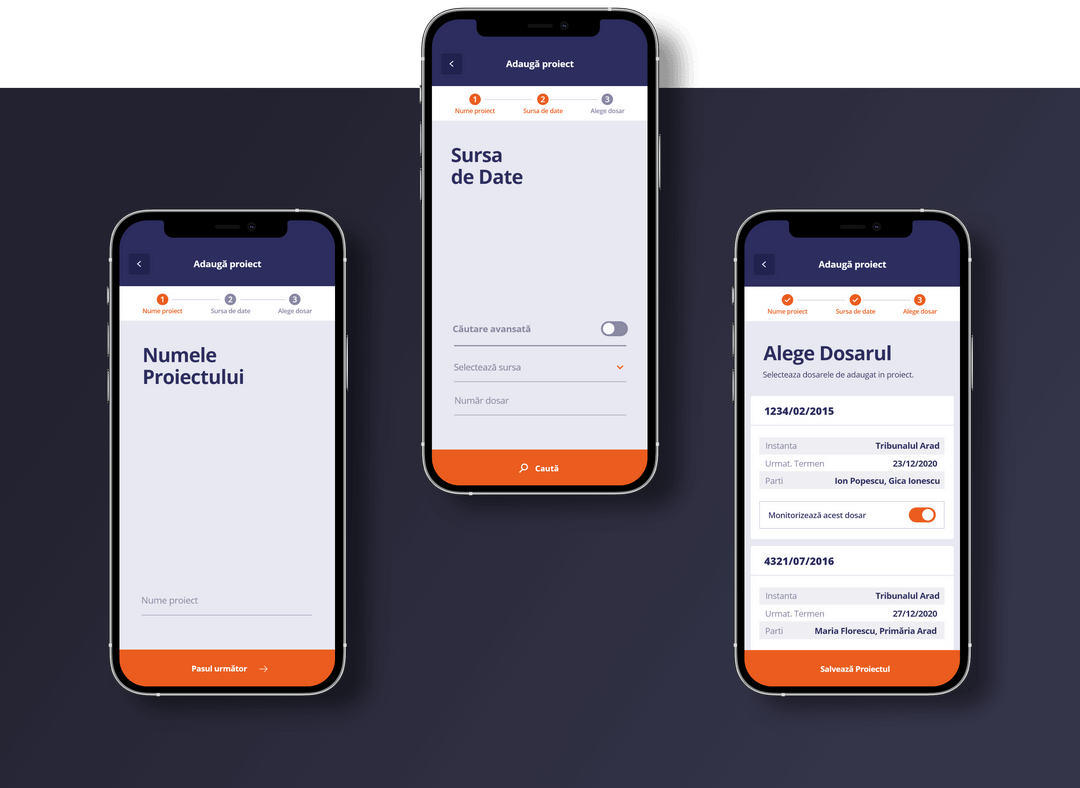 Adaugă proiect
1 2 3
Nume proiect Sursa de date Alege dosar
Numele
Proiectului
Nume proiect
Pasul următor
Adaugă proiect
1 2 3
Nume proiect Sursa de date Alege dosar
Sursa
de Date
Căutare avansată
Selectează sursa
Număr dosar
Caută
Adaugă proiect
3
Nume proiect Sursa de date Alege dosar
Alege Dosarul
Selecteaza dosarele de adaugat in proiect.
1234/02/2015
Instanta Tribunalul Arad
Urmat. Termen 23/12/2020
Parti Ion Popescu, Gica Ionescu
Monitorizează acest dosar
4321/07/2016
Instanta Tribunalul Arad
Urmat. Termen 27/12/2020
Parti Maria Florescu, Primăria Arad
Salvează Proiectul